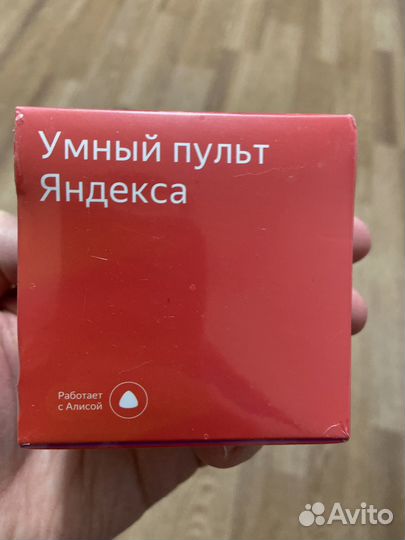 Умный пульт
Яндекса
Работает
с Алисой
Avito